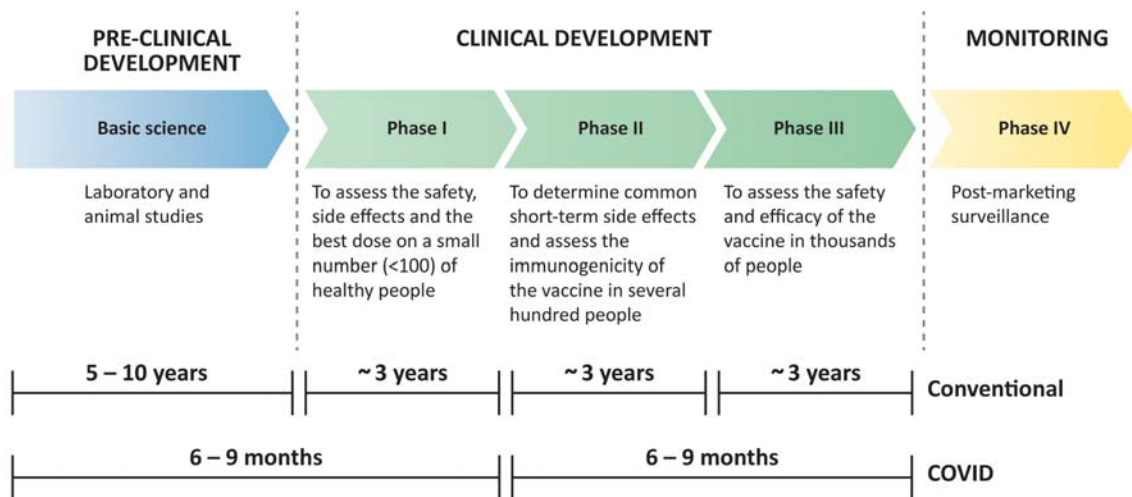 PRE-CLINICAL
DEVELOPMENT
CLINICAL DEVELOPMENT
MONITORING
Basic science
Phase I
Phase II
Phase III
Phase IV
Laboratory and
animal studies
To assess the safety,
side effects and the
best dose on a small
number (<100) of
healthy people
To determine common
short-term side effects
and assess the
immunogenicity of
the vaccine in several
hundred people
To assess the safety
and efficacy of the
vaccine in thousands
of people
Post-marketing
surveillance
5 – 10 years
~ 3 years
~ 3 years
~ 3 years
Conventional
6 – 9 months
6 – 9 months
COVID